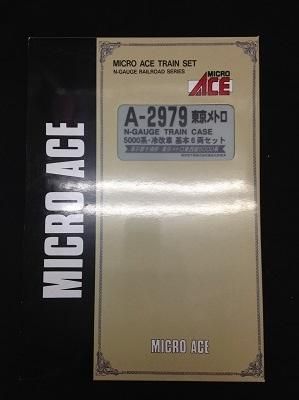 MICRO ACE TRAIN SET
N-GAUGE RAILROAD SERIES
MICRO
ACE
A-2979 東京メトロ
N-GAUGE TRAIN CASE
5000系・冷改車 基本6両セット
MICRO ACE
MICRO ACE